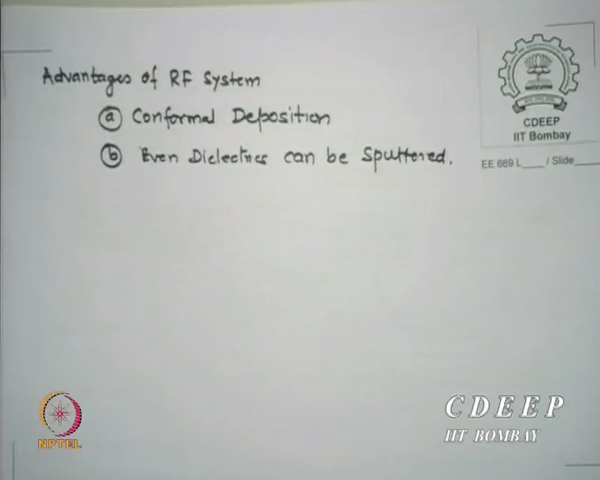 Advantages of RF System
(a) Conformal Deposition
(b) Even Dielectrics can be Sputtered.
CDEEP
IIT Bombay
EE 669 L____ / Slide____
NPTEL
CDEEP
IIT BOMBAY